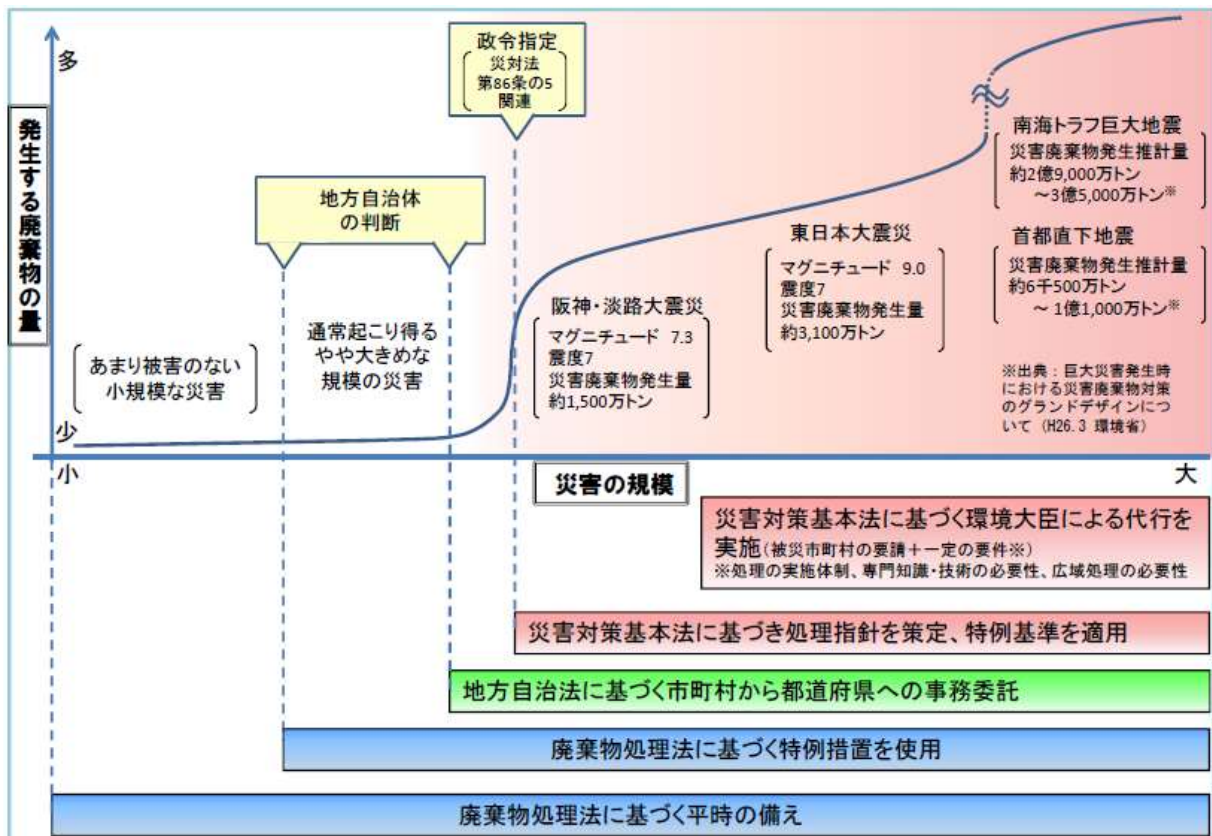 多
発生する廃棄物の量
少
政令指定
災対法
第86条の5
関連
地方自治体
の判断
あまり被害のない
小規模な災害
通常起こり得る
やや大きめな
規模の災害
阪神・淡路大震災
マグニチュード 7.3
震度7
災害廃棄物発生量
約1,500万トン
東日本大震災
マグニチュード 9.0
震度7
災害廃棄物発生量
約3,100万トン
南海トラフ巨大地震
災害廃棄物発生推計量
約2億9,000万トン
～3億5,000万トン※
首都直下地震
災害廃棄物発生推計量
約6千500万トン
～ 1億1,000万トン※
※出典：巨大災害発生時
における災害廃棄物対策
のグランドデザインにつ
いて (H26.3 環境省)
小
災害の規模
大
災害対策基本法に基づく環境大臣による代行を
実施(被災市町村の要請＋一定の要件※)
※処理の実施体制、専門知識・技術の必要性、広域処理の必要性
災害対策基本法に基づき処理指針を策定、特例基準を適用
地方自治法に基づく市町村から都道府県への事務委託
廃棄物処理法に基づく特例措置を使用
廃棄物処理法に基づく平時の備え